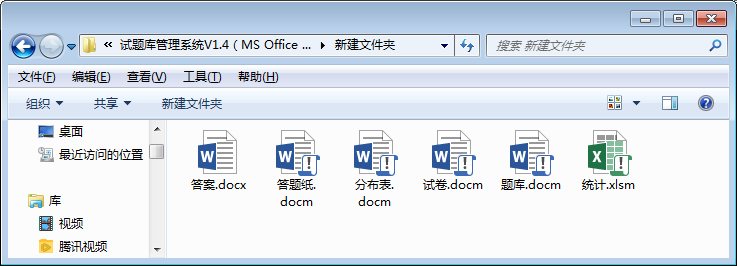 « 试题库管理系统V1.4 ( MS Office ... ▸ 新建文件夹
搜索 新建文件夹
文件(F) 编辑(E) 查看(V) 工具(T) 帮助(H)
组织 共享 新建文件夹
桌面
最近访问的位置
库
视频
腾讯视频
答案.docx
答题纸.
docm
分布表.
docm
试卷.docm
题库.docm
统计.xlsm